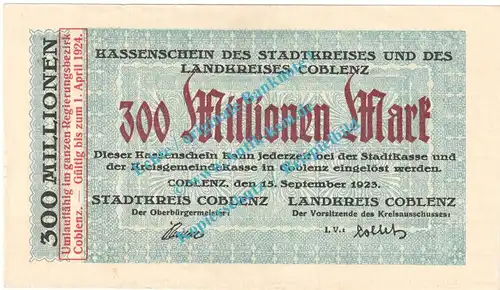 300 MILLIONEN
Umlauffähig im ganzen Regierungsbezirk
Coblenz. — Gültig bis zum 1. April 1924.
KASSENSCHEIN DES STADTKREISES UND DES
LANDKREISES COBLENZ
300 Millionen Mark
Dieser Kassenschein kann jederzeit bei der Stadtkasse und
der Kreisgemeindekasse in Coblenz eingelöst werden.
COBLENZ, den 15. September 1923.
STADTKREIS COBLENZ
Der Oberbürgermeister:
LANDKREIS COBLENZ
Der Vorsitzende des Kreisausschusses:
I. V.: